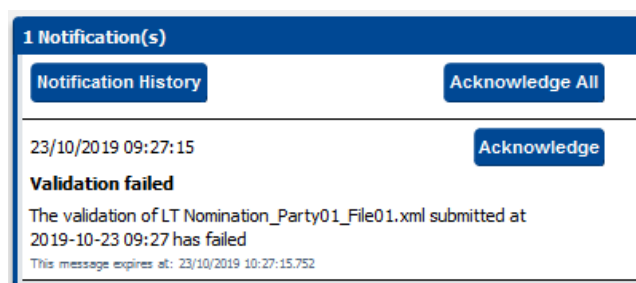 1 Notification(s)
Notification History
Acknowledge All
23/10/2019 09:27:15
Acknowledge
Validation failed
The validation of LT Nomination_Party01_File01.xml submitted at
2019-10-23 09:27 has failed
This message expires at: 23/10/2019 10:27:15.752